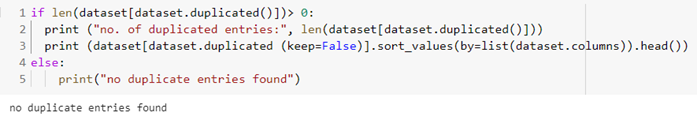 1 if len(dataset[dataset.duplicated()])> 0:
2 print ("no. of duplicated entries:", len(dataset[dataset.duplicated()]))
3 print (dataset[dataset.duplicated (keep=False)].sort_values(by=list(dataset.columns)).head())
4 else:
5 print("no duplicate entries found")
no duplicate entries found